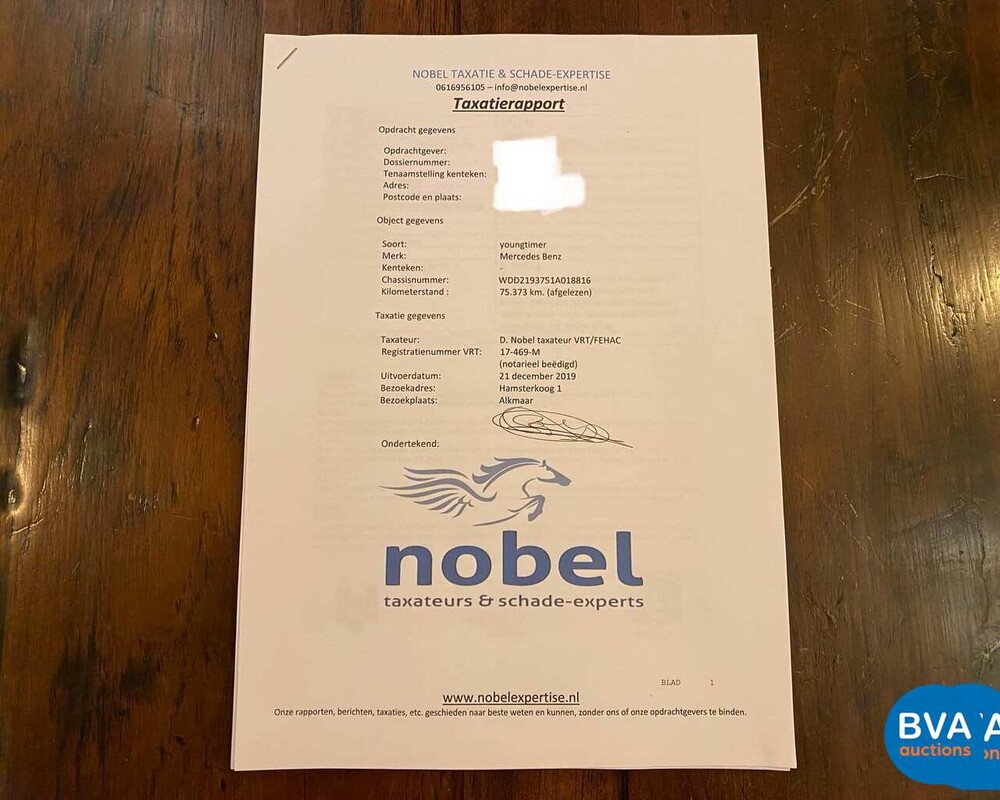 NOBEL TAXATIE & SCHADE-EXPERTISE
0616956105 – info@nobelexpertise.nl
Taxatierapport
Opdracht gegevens
Opdrachtgever:
Dossiernummer:
Tenaamstelling kenteken:
Adres:
Postcode en plaats:
Object gegevens
Soort: youngtimer
Merk: Mercedes Benz
Kenteken: -
Chassisnummer: WDD2193751A018816
Kilometerstand : 75.373 km. (afgelezen)
Taxatie gegevens
Taxateur: D. Nobel taxateur VRT/FEHAC
Registratienummer VRT: 17-469-M
(notarieel beëdigd)
Uitvoerdatum: 21 december 2019
Bezoekadres: Hamsterkoog 1
Bezoekplaats: Alkmaar
Ondertekend:
nobel
taxateurs & schade-experts
BLAD 1
www.nobelexpertise.nl
Onze rapporten, berichten, taxaties, etc. geschieden naar beste weten en kunnen, zonder ons of onze opdrachtgevers te binden.
BVA
auctions